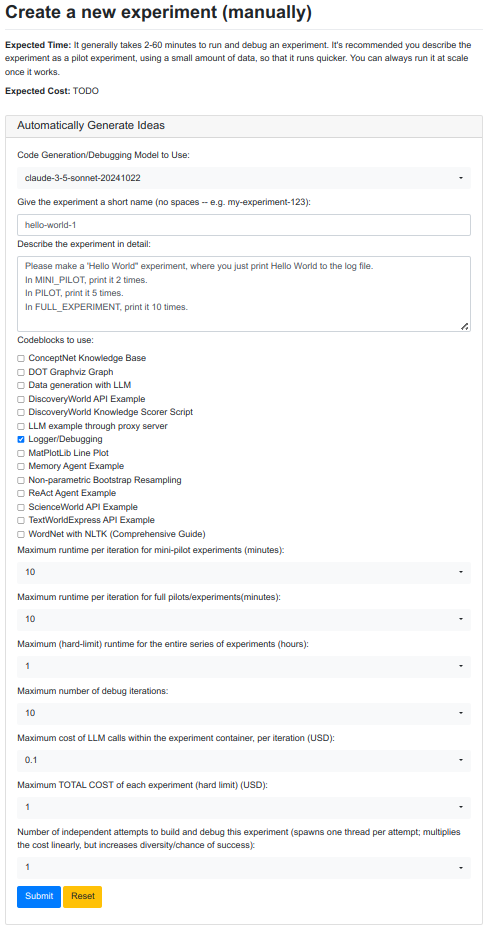 Create a new experiment (manually)
Expected Time: It generally takes 2-60 minutes to run and debug an experiment. It's recommended you describe the
experiment as a pilot experiment, using a small amount of data, so that it runs quicker. You can always run it at scale
once it works.
Expected Cost: TODO
Automatically Generate Ideas
Code Generation/Debugging Model to Use:
claude-3-5-sonnet-20241022
Give the experiment a short name (no spaces -- e.g. my-experiment-123):
hello-world-1
Describe the experiment in detail:
Please make a 'Hello World" experiment, where you just print Hello World to the log file.
In MINI_PILOT, print it 2 times.
In PILOT, print it 5 times.
In FULL_EXPERIMENT, print it 10 times.
Codeblocks to use:
ConceptNet Knowledge Base
DOT Graphviz Graph
Data generation with LLM
DiscoveryWorld API Example
DiscoveryWorld Knowledge Scorer Script
LLM example through proxy server
Logger/Debugging
MatPlotLib Line Plot
Memory Agent Example
Non-parametric Bootstrap Resampling
ReAct Agent Example
ScienceWorld API Example
TextWorldExpress API Example
WordNet with NLTK (Comprehensive Guide)
Maximum runtime per iteration for mini-pilot experiments (minutes):
10
Maximum runtime per iteration for full pilots/experiments(minutes):
10
Maximum (hard-limit) runtime for the entire series of experiments (hours):
1
Maximum number of debug iterations:
10
Maximum cost of LLM calls within the experiment container, per iteration (USD):
0.1
Maximum TOTAL COST of each experiment (hard limit) (USD):
1
Number of independent attempts to build and debug this experiment (spawns one thread per attempt; multiplies
the cost linearly, but increases diversity/chance of success):
1
Submit Reset